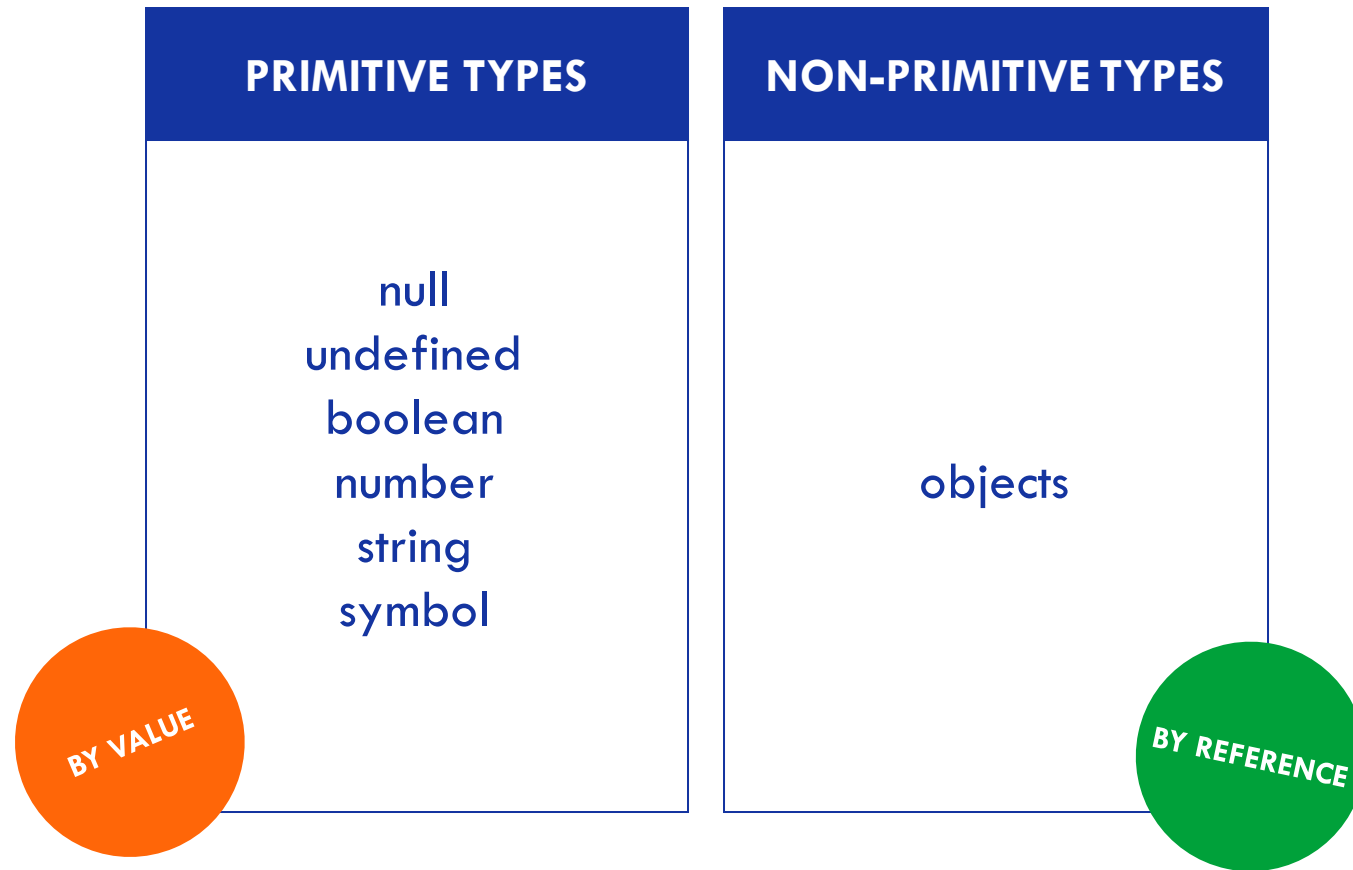 PRIMITIVE TYPES
null
undefined
boolean
number
string
symbol
BY VALUE
NON-PRIMITIVE TYPES
objects
BY REFERENCE